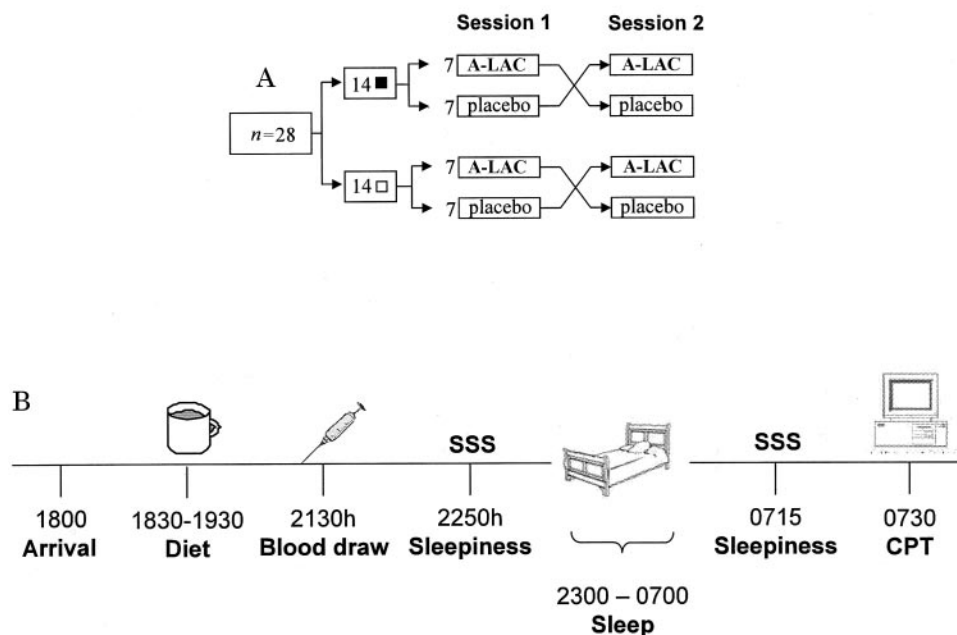 Session 1 Session 2
A
14 ■ 7 A-LAC A-LAC
7 placebo placebo
n=28
14 □ 7 A-LAC A-LAC
7 placebo placebo
B
SSS SSS
1800 1830-1930 2130h 2250h 0715 0730
Arrival Diet Blood draw Sleepiness Sleepiness CPT
2300 – 0700
Sleep